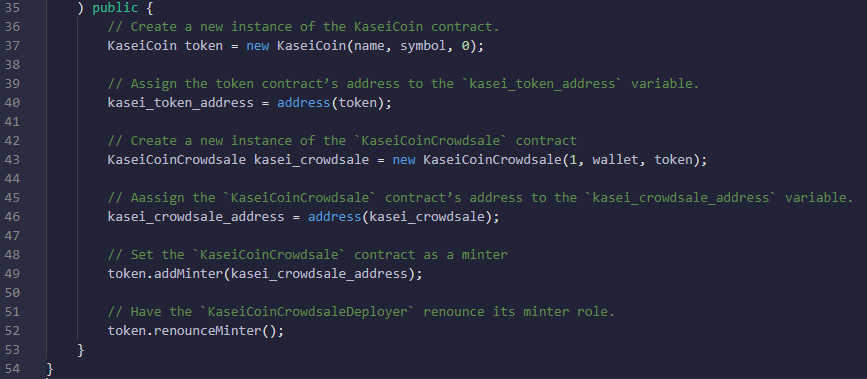 35 ) public {
36 // Create a new instance of the KaseiCoin contract.
37 KaseiCoin token = new KaseiCoin(name, symbol, 0);
38
39 // Assign the token contract’s address to the `kasei_token_address` variable.
40 kasei_token_address = address(token);
41
42 // Create a new instance of the `KaseiCoinCrowdsale` contract
43 KaseiCoinCrowdsale kasei_crowdsale = new KaseiCoinCrowdsale(1, wallet, token);
44
45 // Aassign the `KaseiCoinCrowdsale` contract’s address to the `kasei_crowdsale_address` variable.
46 kasei_crowdsale_address = address(kasei_crowdsale);
47
48 // Set the `KaseiCoinCrowdsale` contract as a minter
49 token.addMinter(kasei_crowdsale_address);
50
51 // Have the `KaseiCoinCrowdsaleDeployer` renounce its minter role.
52 token.renounceMinter();
53 }
54 }